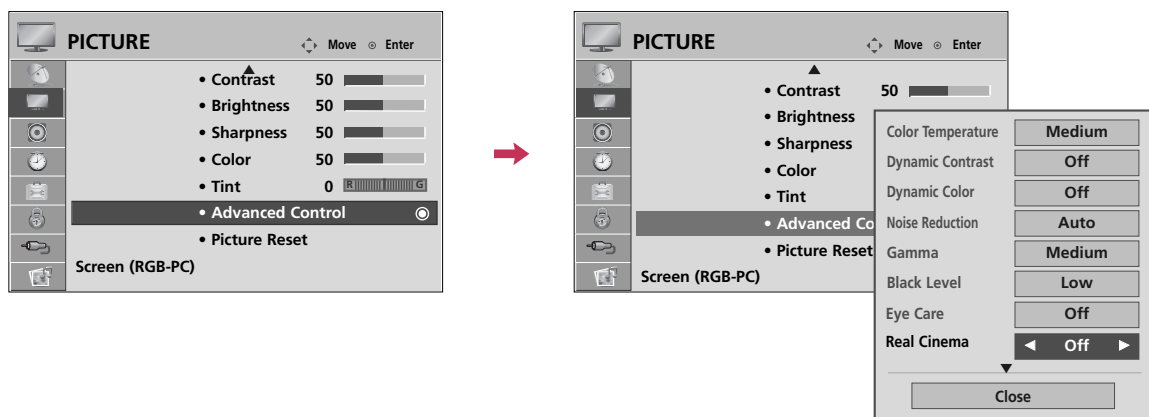 PICTURE
Move
Enter
• Contrast 50
• Brightness 50
• Sharpness 50
• Color 50
• Tint 0 R G
• Advanced Control
• Picture Reset
Screen (RGB-PC)
PICTURE
Move
Enter
• Contrast 50
• Brightness
• Sharpness
• Color
• Tint
• Advanced Co
• Picture Reset
Screen (RGB-PC)
Color Temperature Medium
Dynamic Contrast Off
Dynamic Color Off
Noise Reduction Auto
Gamma Medium
Black Level Low
Eye Care Off
Real Cinema Off
Close